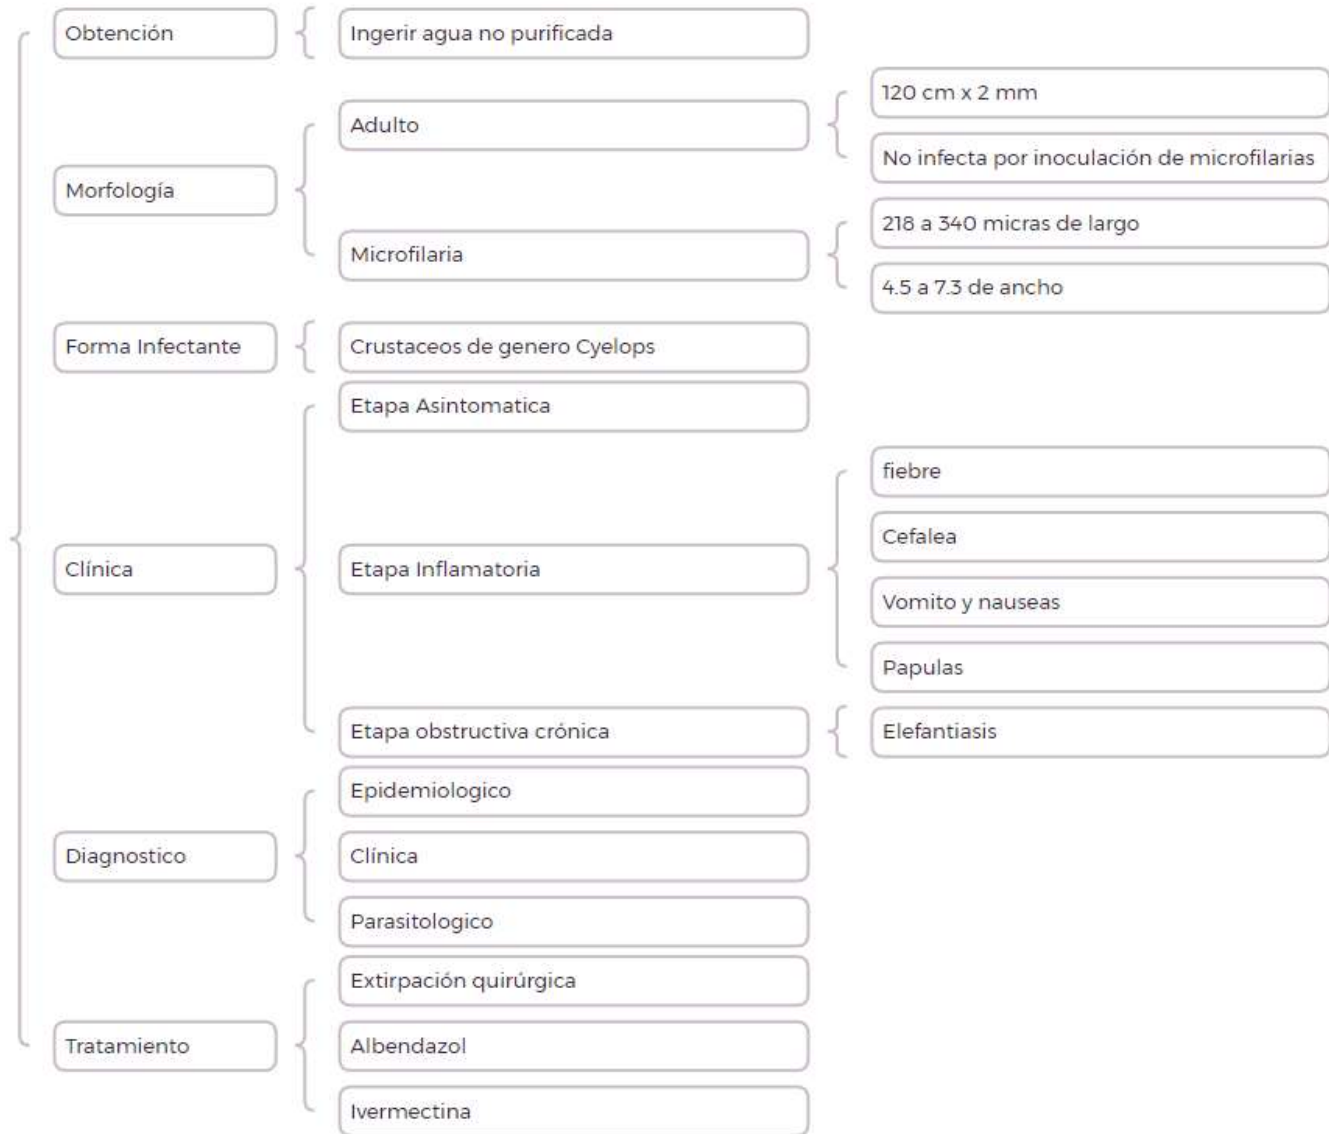 Obtención
Ingerir agua no purificada
Morfología
Adulto
120 cm x 2 mm
No infecta por inoculación de microfilarias
Microfilaria
218 a 340 micras de largo
4.5 a 7.3 de ancho
Forma Infectante
Crustaceos de genero Cyelops
Clínica
Etapa Asintomatica
Etapa Inflamatoria
fiebre
Cefalea
Vomito y nauseas
Papulas
Etapa obstructiva crónica
Elefantiasis
Diagnostico
Epidemiologico
Clínica
Parasitologico
Tratamiento
Extirpación quirúrgica
Albendazol
Ivermectina